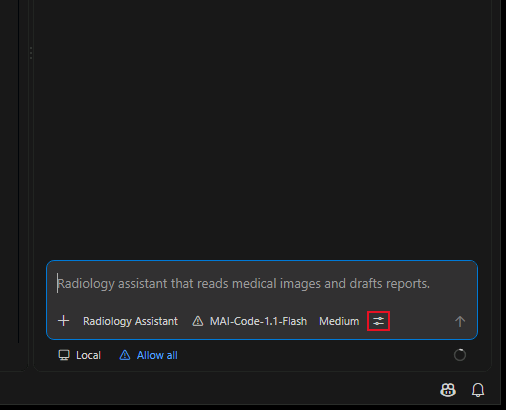 Radiology assistant that reads medical images and drafts reports.
Radiology Assistant MAI-Code-1.1-Flash Medium
Local Allow all